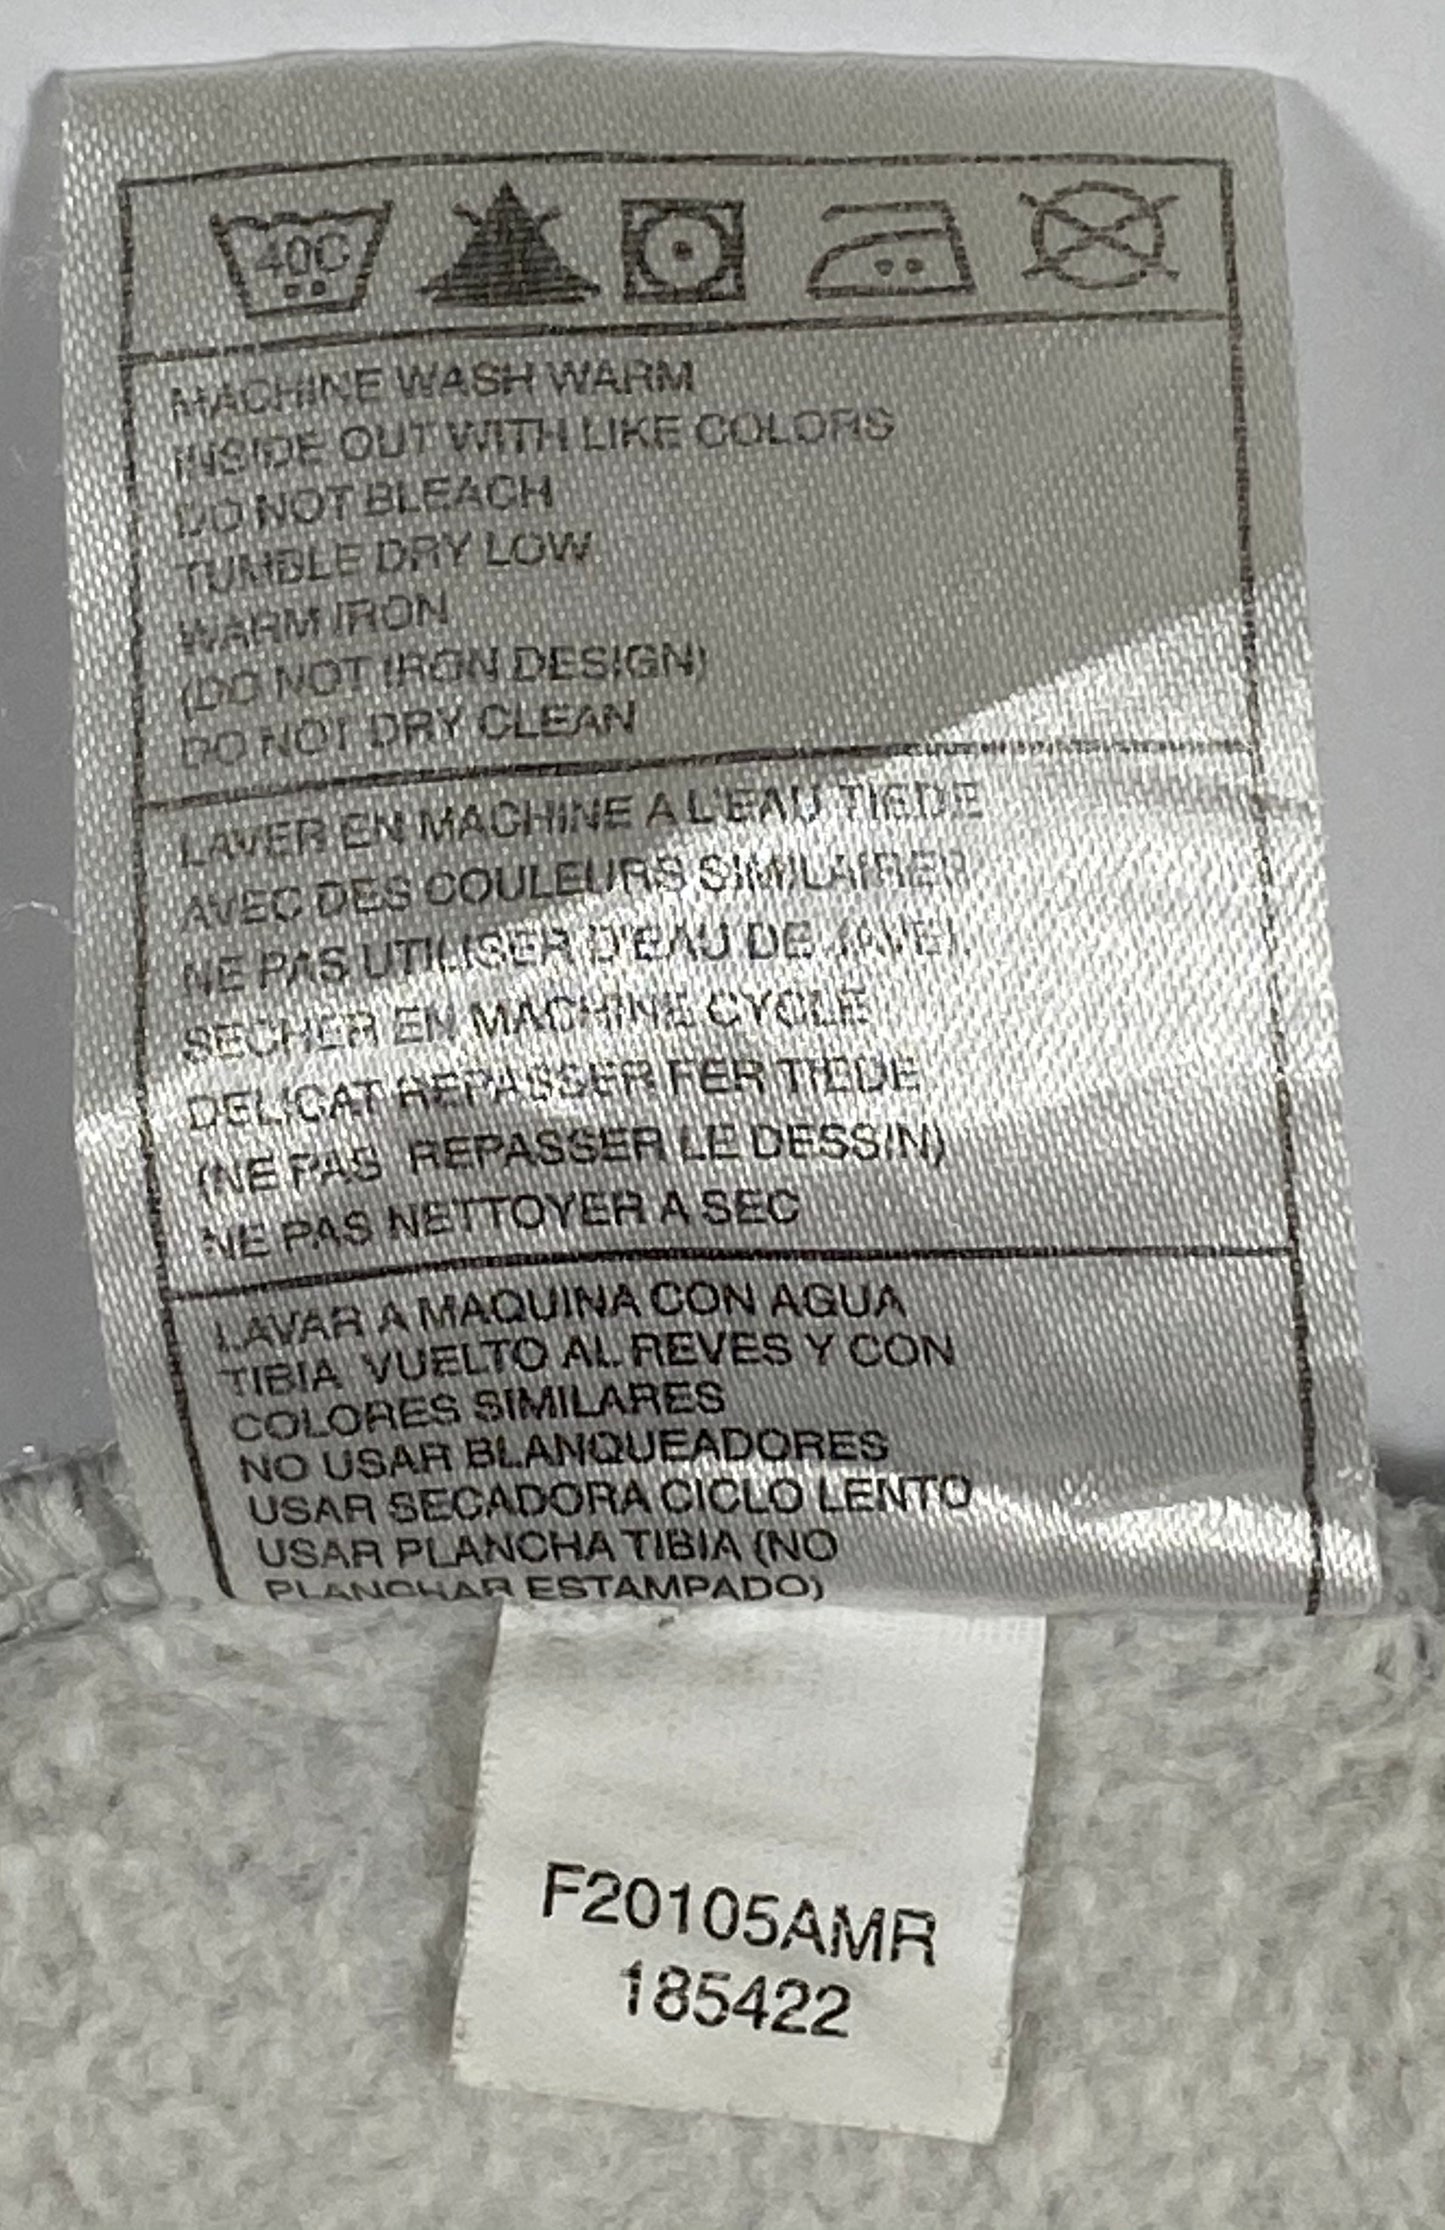 40C
MACHINE WASH WARM
INSIDE OUT WITH LIKE COLORS
DO NOT BLEACH
TUMBLE DRY LOW
WARM IRON
(DO NOT IRON DESIGN)
DO NOT DRY CLEAN
LAVER EN MACHINE A L'EAU TIEDE
AVEC DES COULEURS SIMILAIRER
NE PAS UTILISER D'EAU DE JAVEL
SECHER EN MACHINE CYCLE
DELICAT REPASSER FER TIEDE
(NE PAS REPASSER LE DESSIN)
NE PAS NETTOYER A SEC
LAVAR A MAQUINA CON AGUA
TIBIA VUELTO AL REVES Y CON
COLORES SIMILARES
NO USAR BLANQUEADORES
USAR SECADORA CICLO LENTO
USAR PLANCHA TIBIA (NO
PLANCHAR ESTAMPADO)
F20105AMR
185422